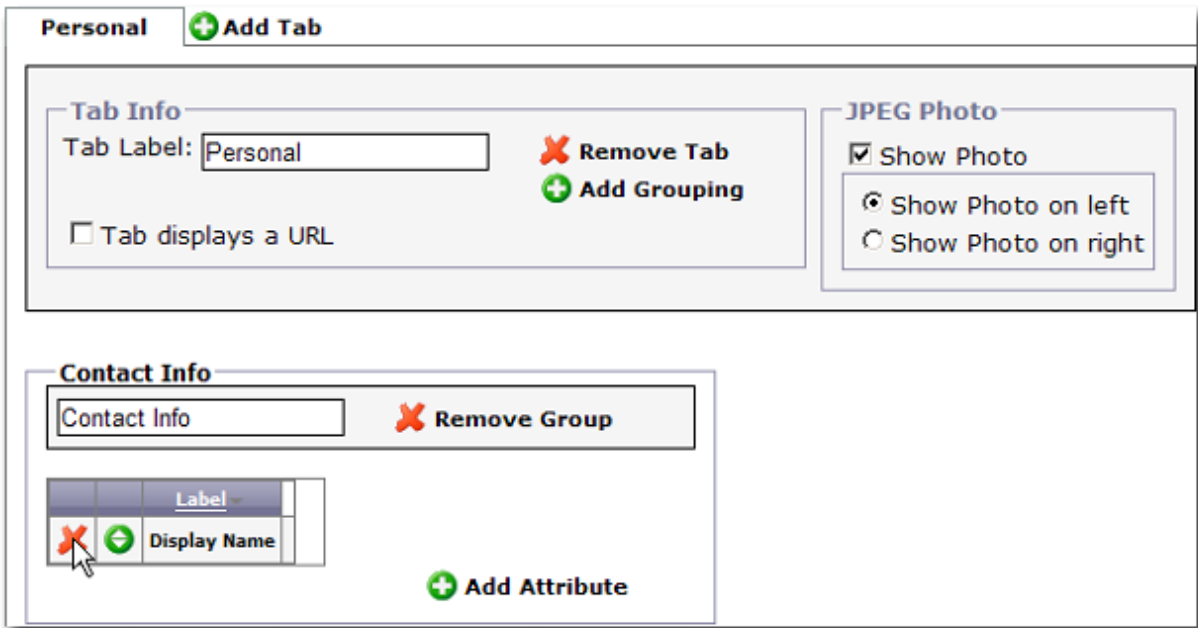 Personal Add Tab
Tab Info
Tab Label: Personal
Remove Tab
Add Grouping
Tab displays a URL
JPEG Photo
Show Photo
Show Photo on left
Show Photo on right
Contact Info
Contact Info Remove Group
Label
Display Name
Add Attribute